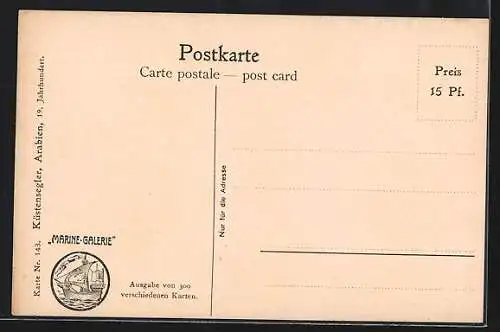 Postkarte
Carte postale — post card
Preis
15 Pf.
Karte Nr. 143. Küstensegler, Arabien, 19. Jahrhundert.
Nur für die Adresse
„MARINE-GALERIE"
Ausgabe von 300
verschiedenen Karten.